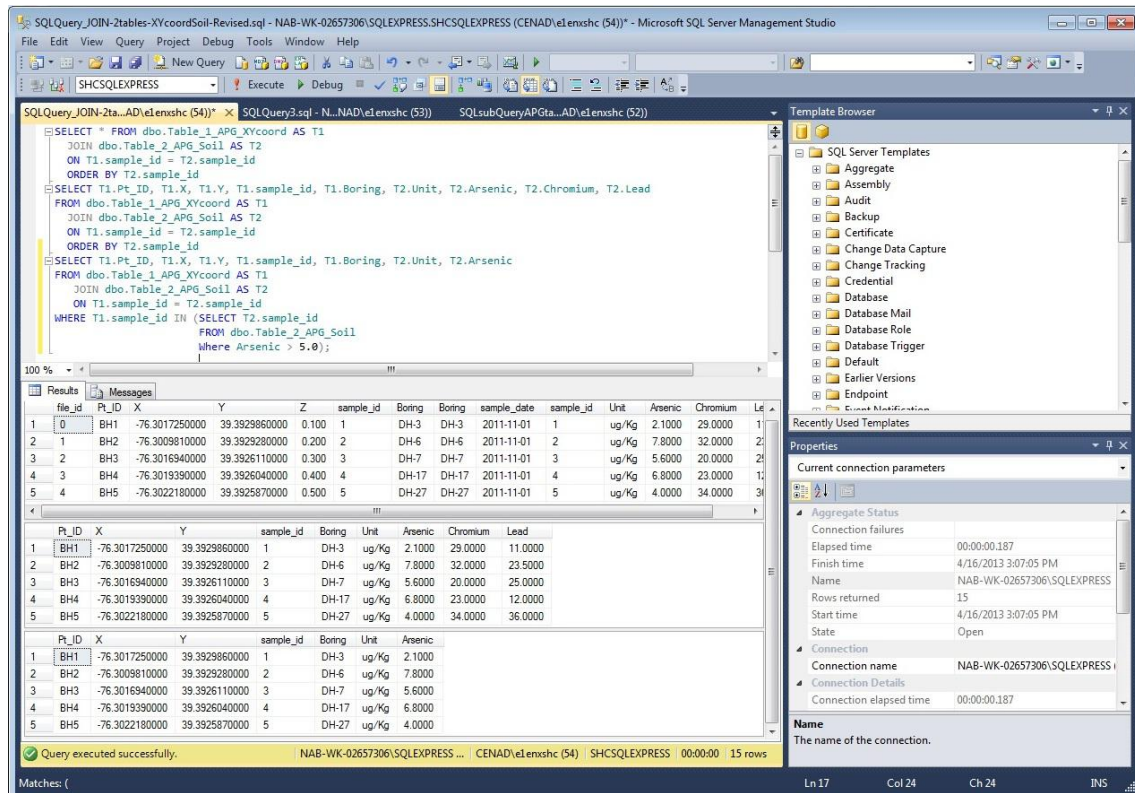 SQLQuery_JOIN-2tables-XYcoordSoil-Revised.sql - NAB-WK-02657306\SQLEXPRESS.SHCSQLEXPRESS (CENAD\e1enxshc (54))* - Microsoft SQL Server Management Studio
File Edit View Query Project Debug Tools Window Help
New Query
SHCSQLEXPRESS Execute Debug
SQLQuery_JOIN-2ta...AD\e1enxshc (54))* SQLQuery3.sql - N...NAD\e1enxshc (53)) SQLsubQueryAPGta...AD\e1enxshc (52))
SELECT * FROM dbo.Table_1_APG_XYcoord AS T1
JOIN dbo.Table_2_APG_Soil AS T2
ON T1.sample_id = T2.sample_id
ORDER BY T2.sample_id
SELECT T1.Pt_ID, T1.X, T1.Y, T1.sample_id, T1.Boring, T2.Unit, T2.Arsenic, T2.Chromium, T2.Lead
FROM dbo.Table_1_APG_XYcoord AS T1
JOIN dbo.Table_2_APG_Soil AS T2
ON T1.sample_id = T2.sample_id
ORDER BY T2.sample_id
SELECT T1.Pt_ID, T1.X, T1.Y, T1.sample_id, T1.Boring, T2.Unit, T2.Arsenic
FROM dbo.Table_1_APG_XYcoord AS T1
JOIN dbo.Table_2_APG_Soil AS T2
ON T1.sample_id = T2.sample_id
WHERE T1.sample_id IN (SELECT T2.sample_id
FROM dbo.Table_2_APG_Soil
Where Arsenic > 5.0);
100 %
Results Messages
file_id Pt_ID X Y Z sample_id Boring Boring sample_date sample_id Unit Arsenic Chromium Le
1 0 BH1 -76.3017250000 39.3929860000 0.100 1 DH-3 DH-3 2011-11-01 1 ug/Kg 2.1000 29.0000
2 1 BH2 -76.3009810000 39.3929280000 0.200 2 DH-6 DH-6 2011-11-01 2 ug/Kg 7.8000 32.0000
3 2 BH3 -76.3016940000 39.3926110000 0.300 3 DH-7 DH-7 2011-11-01 3 ug/Kg 5.6000 20.0000
4 3 BH4 -76.3019390000 39.3926040000 0.400 4 DH-17 DH-17 2011-11-01 4 ug/Kg 6.8000 23.0000
5 4 BH5 -76.3022180000 39.3925870000 0.500 5 DH-27 DH-27 2011-11-01 5 ug/Kg 4.0000 34.0000
Pt_ID X Y sample_id Boring Unit Arsenic Chromium Lead
1 BH1 -76.3017250000 39.3929860000 1 DH-3 ug/Kg 2.1000 29.0000 11.0000
2 BH2 -76.3009810000 39.3929280000 2 DH-6 ug/Kg 7.8000 32.0000 23.5000
3 BH3 -76.3016940000 39.3926110000 3 DH-7 ug/Kg 5.6000 20.0000 25.0000
4 BH4 -76.3019390000 39.3926040000 4 DH-17 ug/Kg 6.8000 23.0000 12.0000
5 BH5 -76.3022180000 39.3925870000 5 DH-27 ug/Kg 4.0000 34.0000 36.0000
Pt_ID X Y sample_id Boring Unit Arsenic
1 BH1 -76.3017250000 39.3929860000 1 DH-3 ug/Kg 2.1000
2 BH2 -76.3009810000 39.3929280000 2 DH-6 ug/Kg 7.8000
3 BH3 -76.3016940000 39.3926110000 3 DH-7 ug/Kg 5.6000
4 BH4 -76.3019390000 39.3926040000 4 DH-17 ug/Kg 6.8000
5 BH5 -76.3022180000 39.3925870000 5 DH-27 ug/Kg 4.0000
Query executed successfully. NAB-WK-02657306\SQLEXPRESS ... CENAD\e1enxshc (54) SHCSQLEXPRESS 00:00:00 15 rows
Template Browser
SQL Server Templates
Aggregate
Assembly
Audit
Backup
Certificate
Change Data Capture
Change Tracking
Credential
Database
Database Mail
Database Role
Database Trigger
Default
Earlier Versions
Endpoint
Event Notification
Recently Used Templates
Properties
Current connection parameters
Aggregate Status
Connection failures
Elapsed time 00:00:00.187
Finish time 4/16/2013 3:07:05 PM
Name NAB-WK-02657306\SQLEXPRESS
Rows returned 15
Start time 4/16/2013 3:07:05 PM
State Open
Connection
Connection name NAB-WK-02657306\SQLEXPRESS (
Connection Details
Connection elapsed time 00:00:00.187
Name
The name of the connection.
Matches: ( Ln 17 Col 24 Ch 24 INS